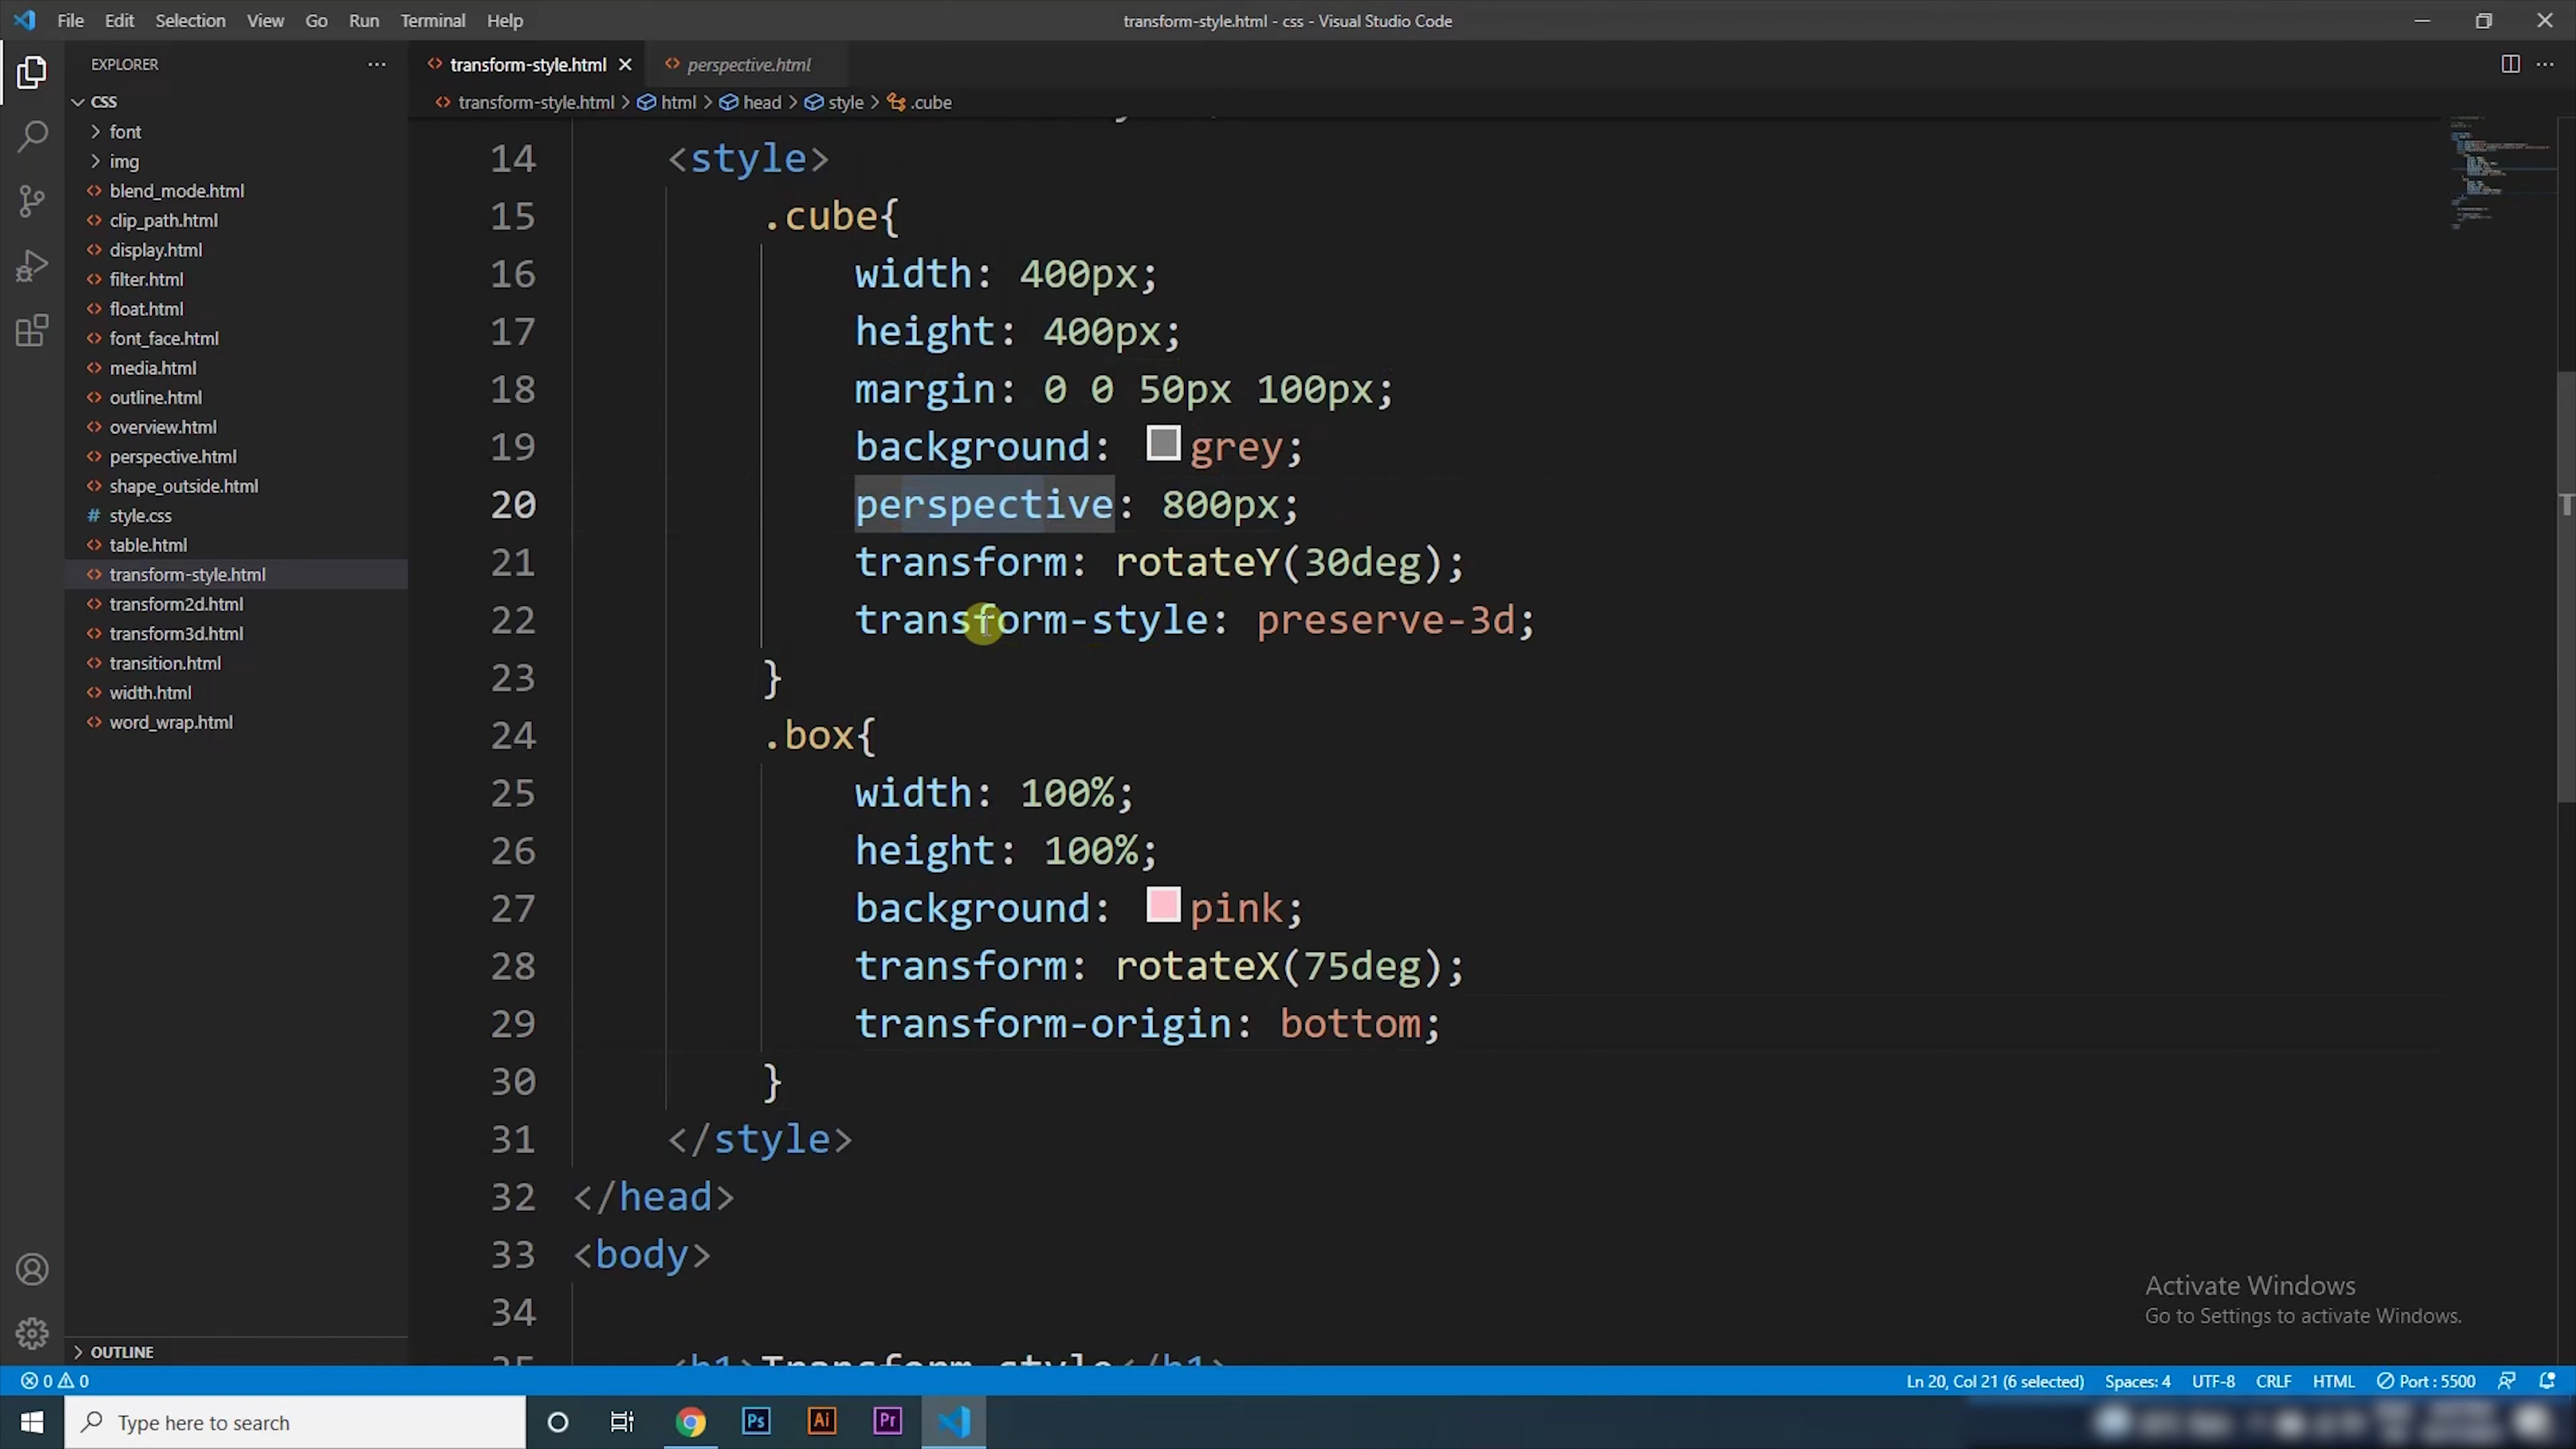 File Edit Selection View Go Run Terminal Help
transform-style.html - css - Visual Studio Code
EXPLORER
CSS
font
img
blend_mode.html
clip_path.html
display.html
filter.html
float.html
font_face.html
media.html
outline.html
overview.html
perspective.html
shape_outside.html
# style.css
table.html
transform-style.html
transform2d.html
transform3d.html
transition.html
width.html
word_wrap.html
OUTLINE
transform-style.html perspective.html
transform-style.html > html > head > style > .cube
14 <style>
15 .cube{
16 width: 400px;
17 height: 400px;
18 margin: 0 0 50px 100px;
19 background: grey;
20 perspective: 800px;
21 transform: rotateY(30deg);
22 transform-style: preserve-3d;
23 }
24 .box{
25 width: 100%;
26 height: 100%;
27 background: pink;
28 transform: rotateX(75deg);
29 transform-origin: bottom;
30 }
31 </style>
32 </head>
33 <body>
34
35 <h1>Transform style</h1>
Activate Windows
Go to Settings to activate Windows.
0 0
Ln 20, Col 21 (6 selected) Spaces: 4 UTF-8 CRLF HTML Port : 5500
Type here to search
Ps Ai Pr